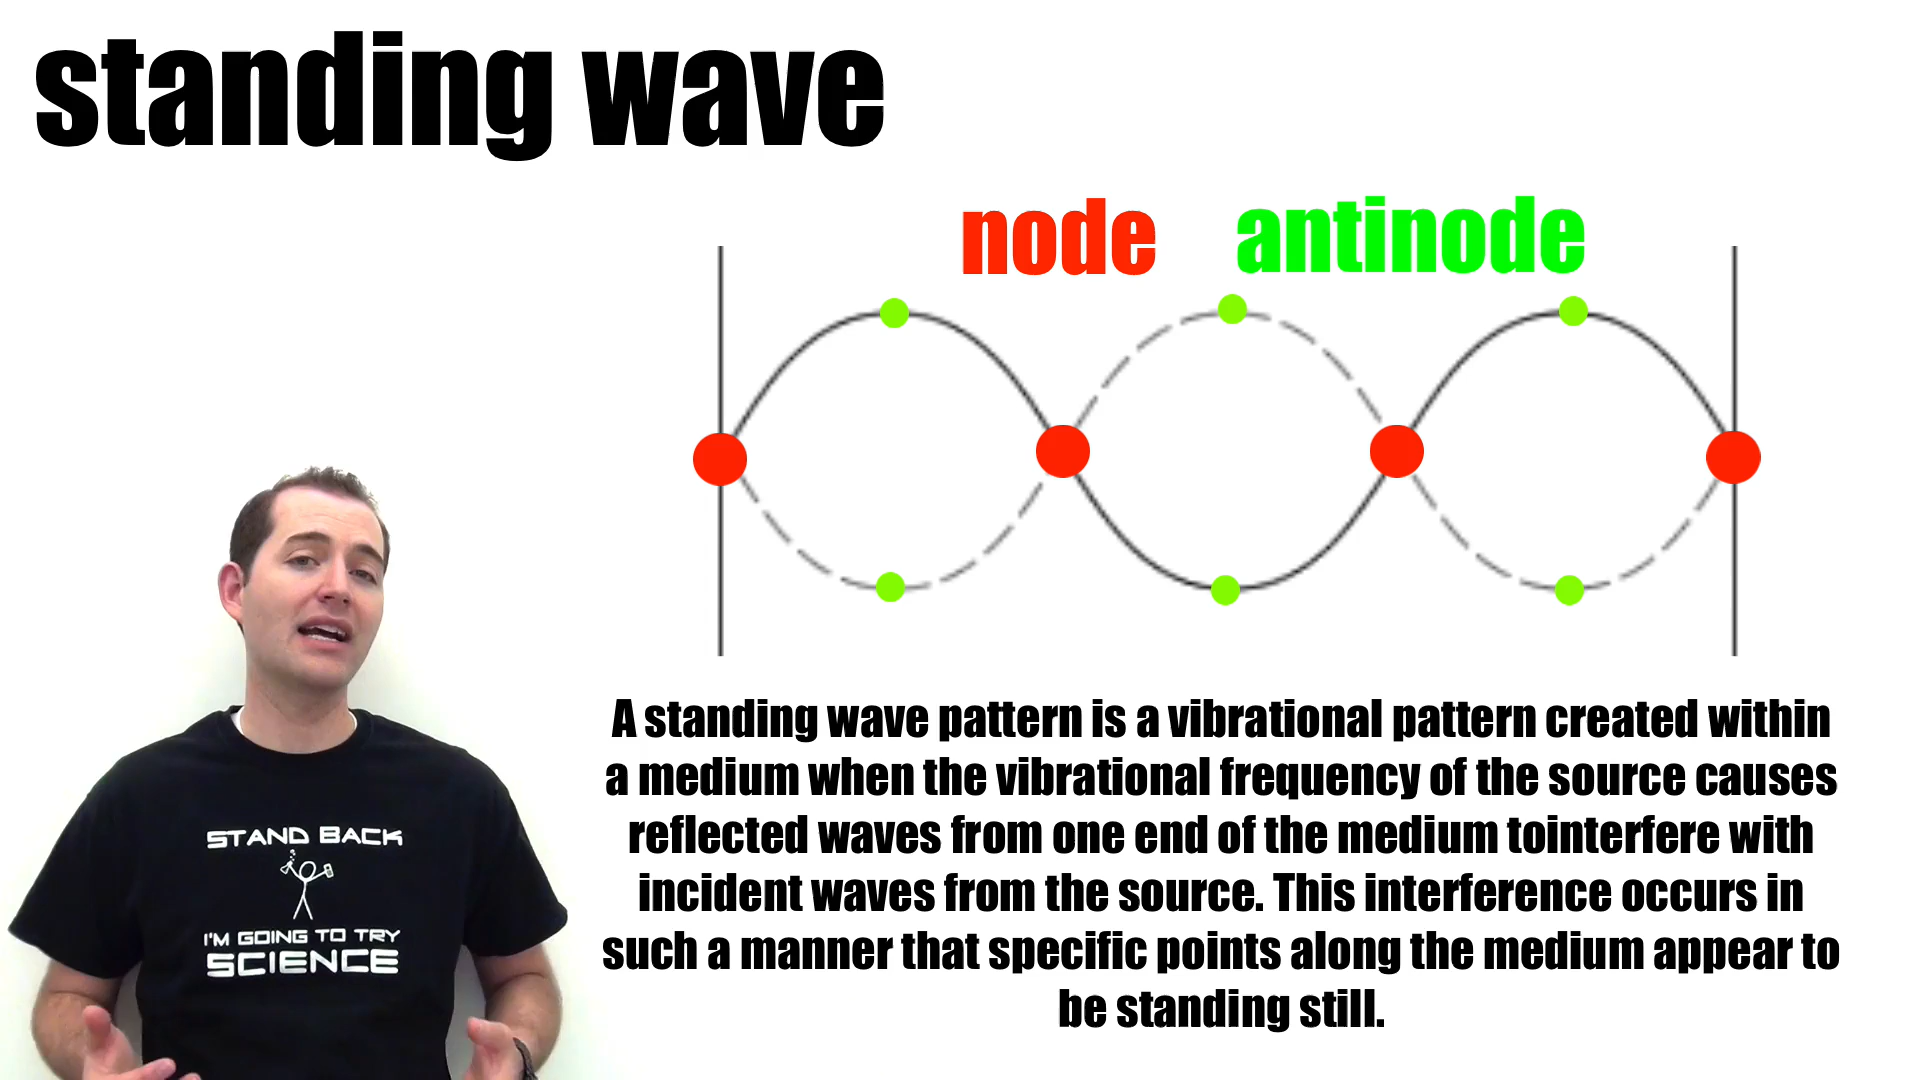 standing wave
node antinode
A standing wave pattern is a vibrational pattern created within
a medium when the vibrational frequency of the source causes
reflected waves from one end of the medium tointerfere with
incident waves from the source. This interference occurs in
such a manner that specific points along the medium appear to
be standing still.
STAND BACK
I'M GOING TO TRY
SCIENCE